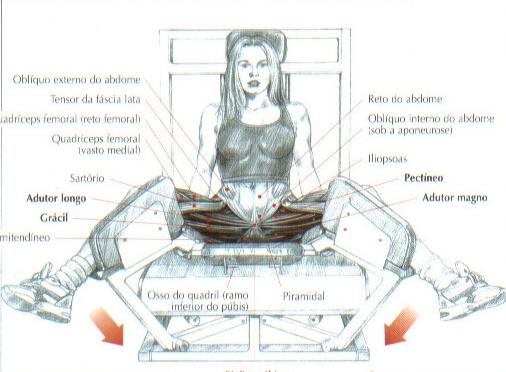 Oblíquo externo do abdome
Tensor da fáscia lata
uadríceps femoral (reto femoral)
Quadríceps femoral
(vasto medial)
Sartório
Adutor longo
Grácil
mitendíneo
Reto do abdome
Oblíquo interno do abdome
(sob a aponeurose)
Iliopsoas
Pectíneo
Adutor magno
Osso do quadril (ramo
inferior do púbis)
Piramidal